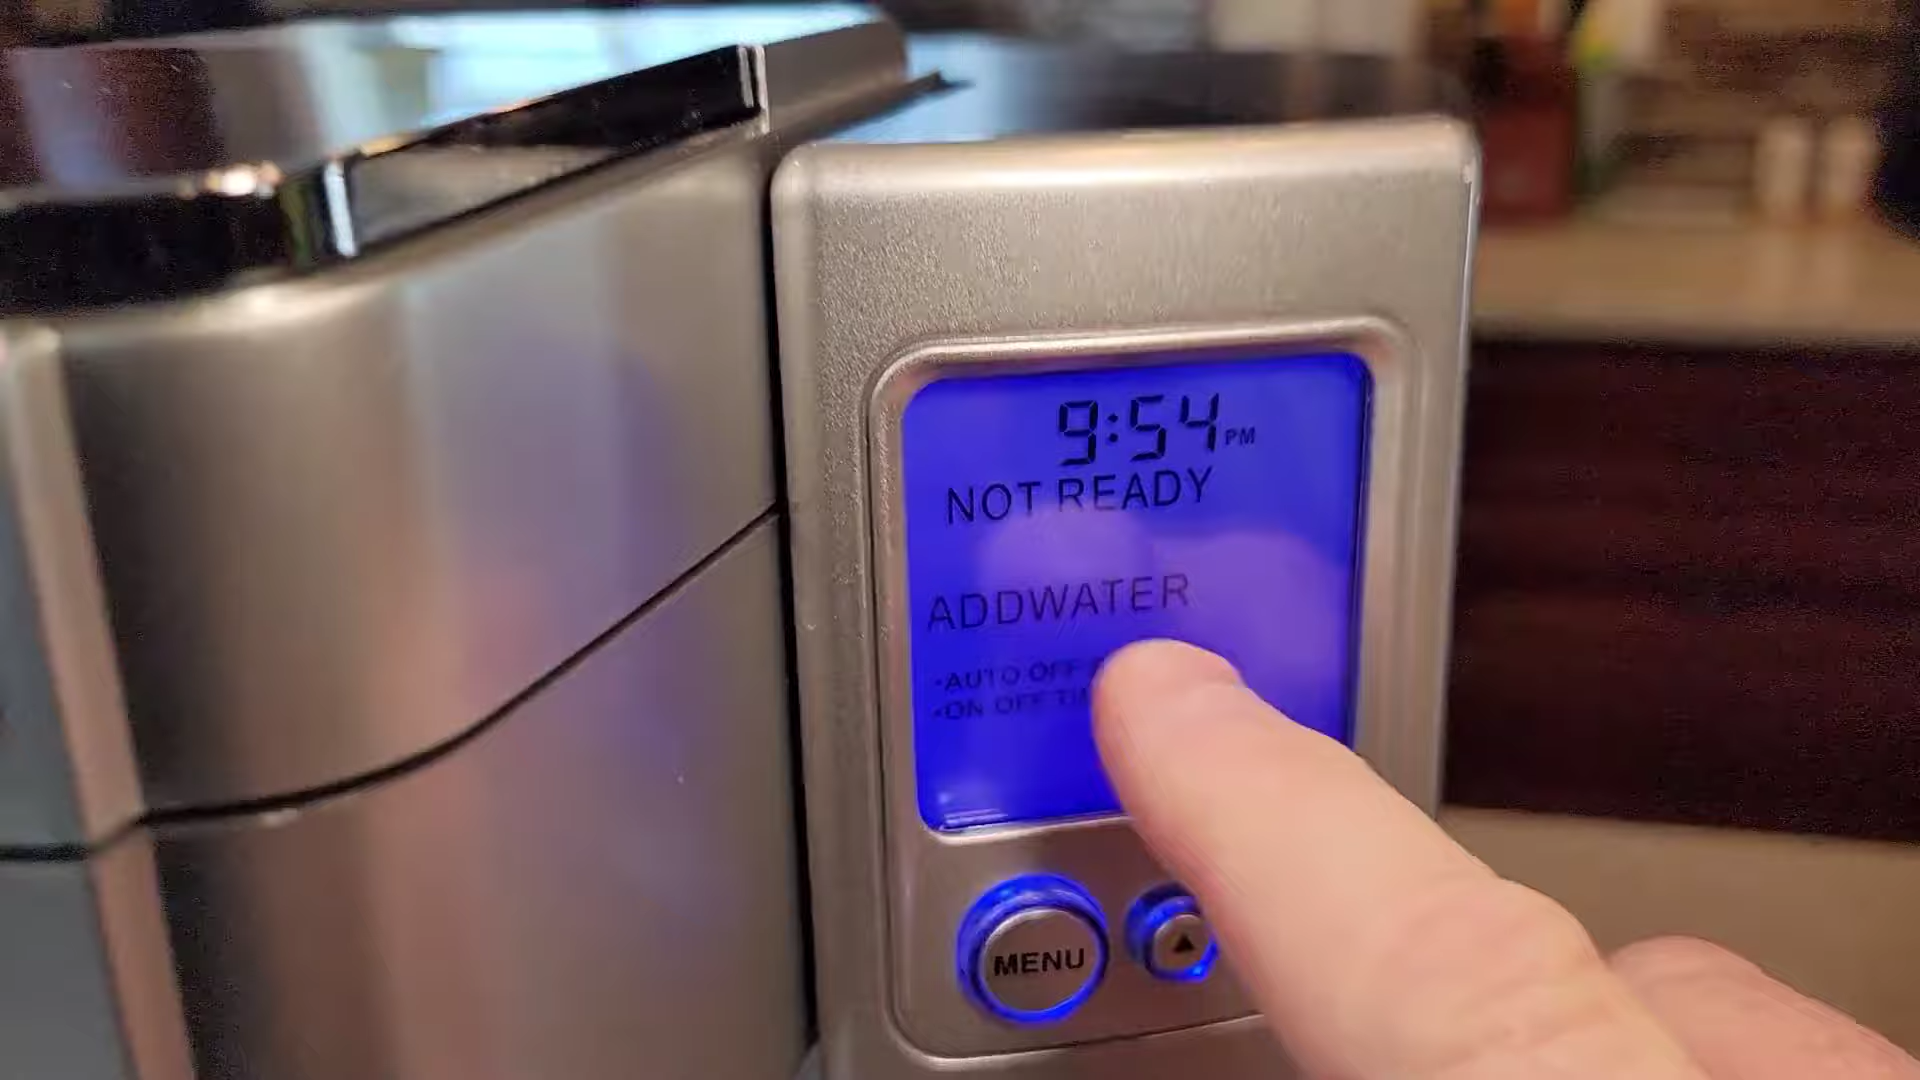 9:54 PM
NOT READY
ADDWATER
•AUTO OFF
•ON OFF
MENU